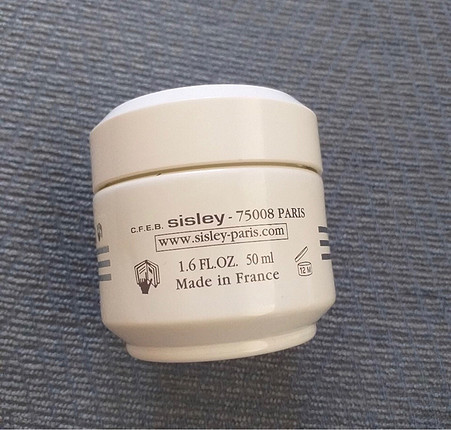 C.F.E.B. sisley - 75008 PARIS
www.sisley-paris.com
1.6 FL.OZ. 50 ml
Made in France
12 M